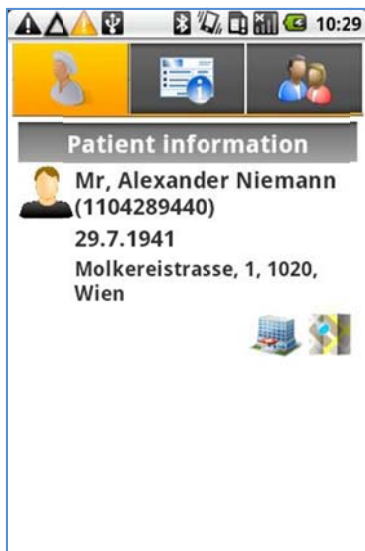 10:29
Patient information
Mr, Alexander Niemann
(1104289440)
29.7.1941
Molkereistrasse, 1, 1020,
Wien